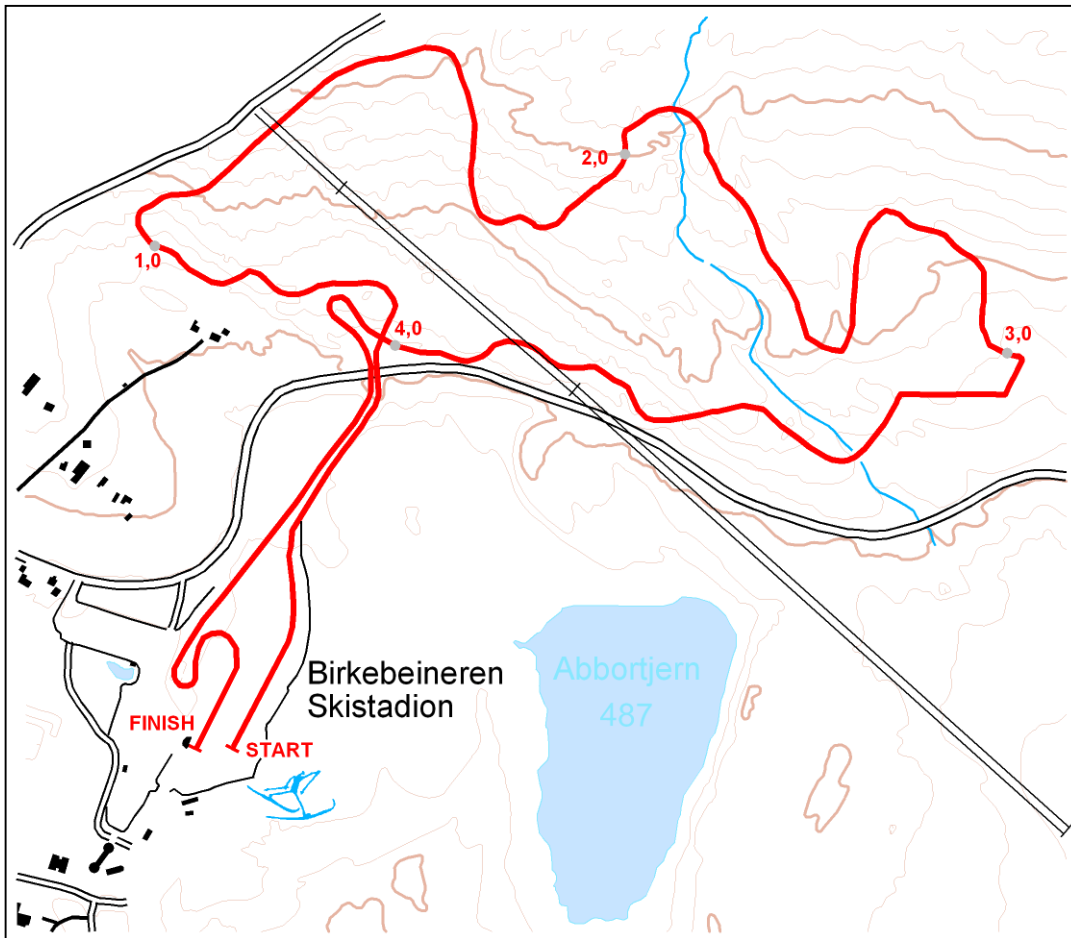 2,0
1,0
4,0
3,0
Birkebeineren
Skistadion
Abbortjern
487
FINISH
START